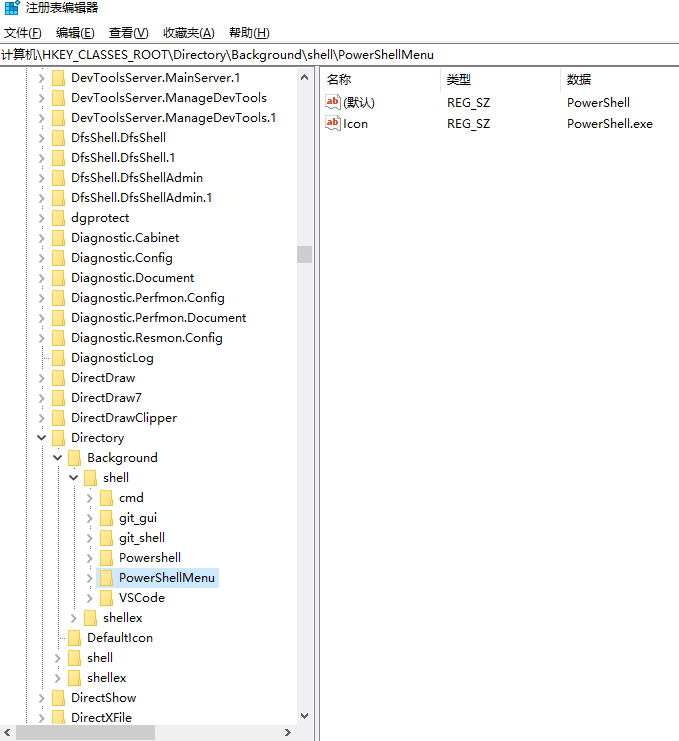 注册表编辑器
文件(F) 编辑(E) 查看(V) 收藏夹(A) 帮助(H)
计算机\HKEY_CLASSES_ROOT\Directory\Background\shell\PowerShellMenu
DevToolsServer.MainServer.1
DevToolsServer.ManageDevTools
DevToolsServer.ManageDevTools.1
DfsShell.DfsShell
DfsShell.DfsShell.1
DfsShell.DfsShellAdmin
DfsShell.DfsShellAdmin.1
dgprotect
Diagnostic.Cabinet
Diagnostic.Config
Diagnostic.Document
Diagnostic.Perfmon.Config
Diagnostic.Perfmon.Document
Diagnostic.Resmon.Config
DiagnosticLog
DirectDraw
DirectDraw7
DirectDrawClipper
Directory
Background
shell
cmd
git_gui
git_shell
Powershell
PowerShellMenu
VSCode
shellex
DefaultIcon
shell
shellex
DirectShow
DirectXFile
名称 类型 数据
ab (默认) REG_SZ PowerShell
ab Icon REG_SZ PowerShell.exe